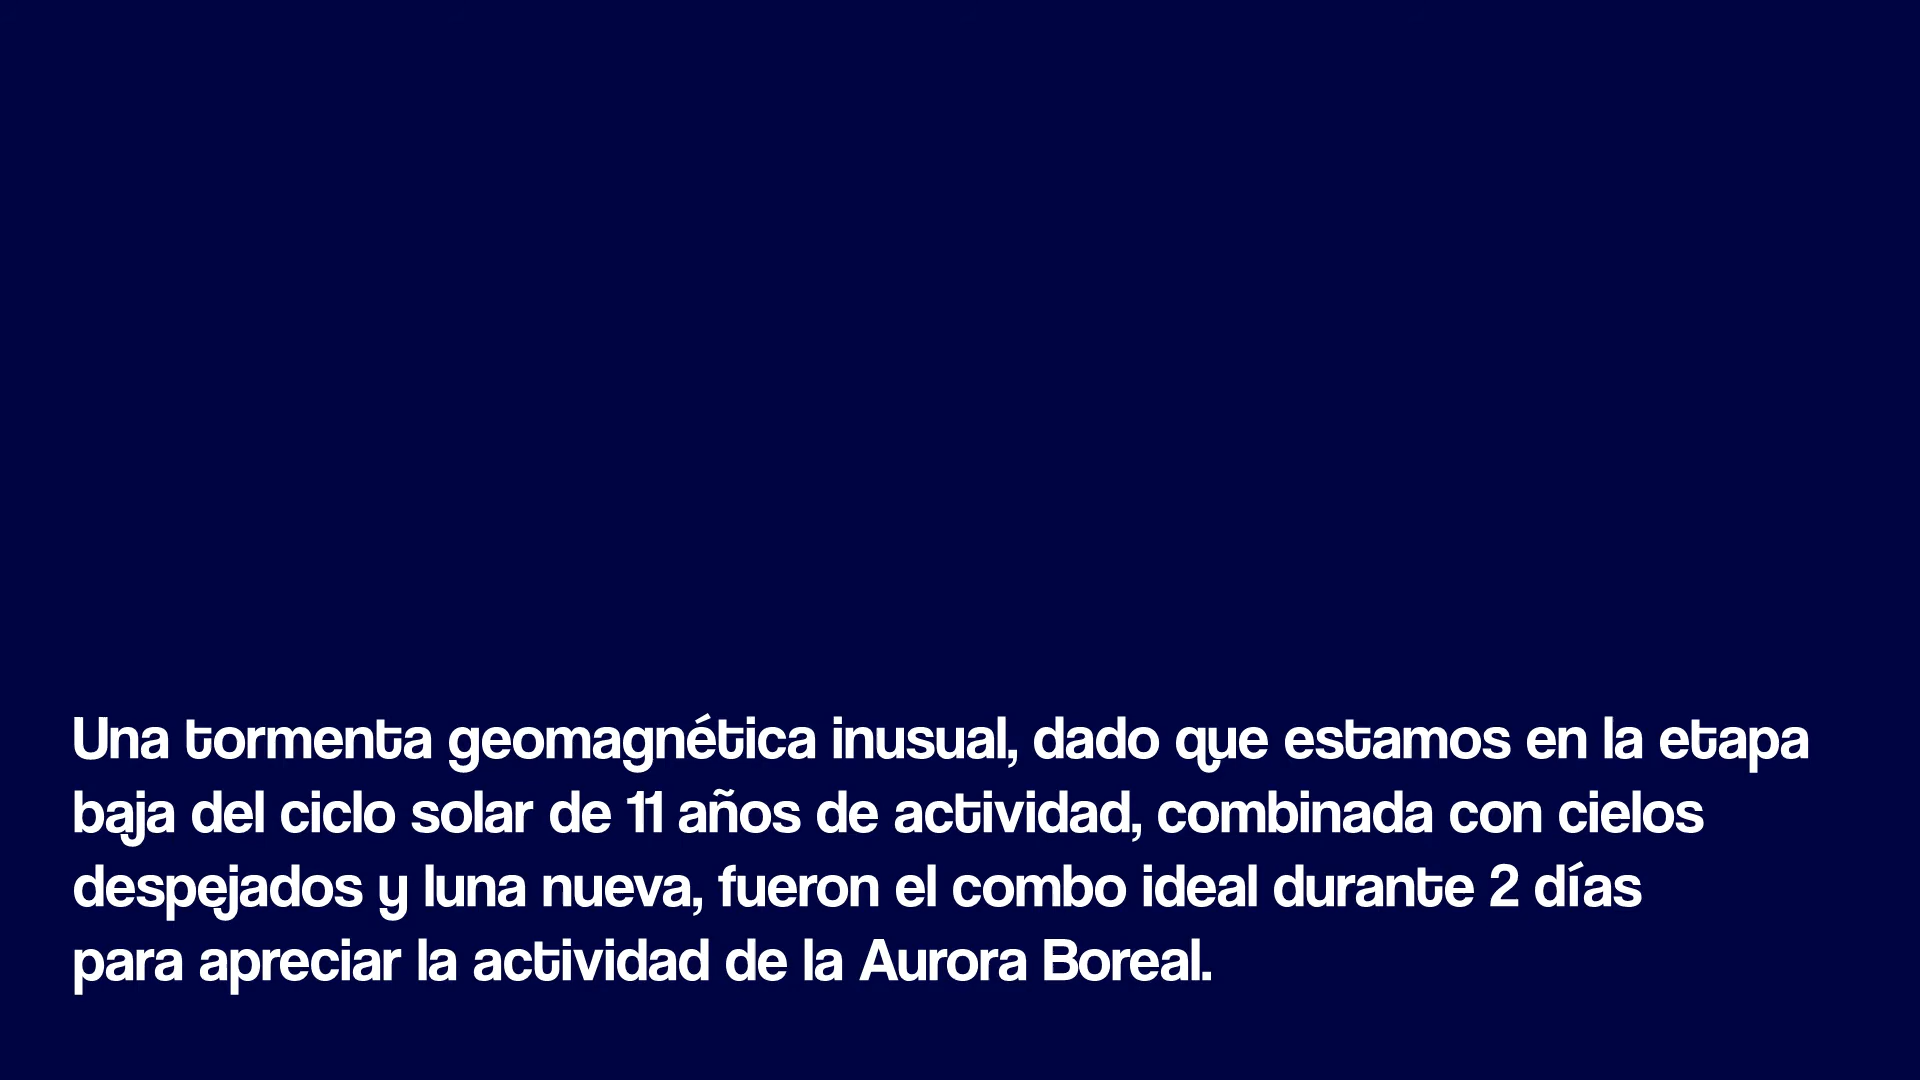 Una tormenta geomagnética inusual, dado que estamos en la etapa
baja del ciclo solar de 11 años de actividad, combinada con cielos
despejados y luna nueva, fueron el combo ideal durante 2 días
para apreciar la actividad de la Aurora Boreal.